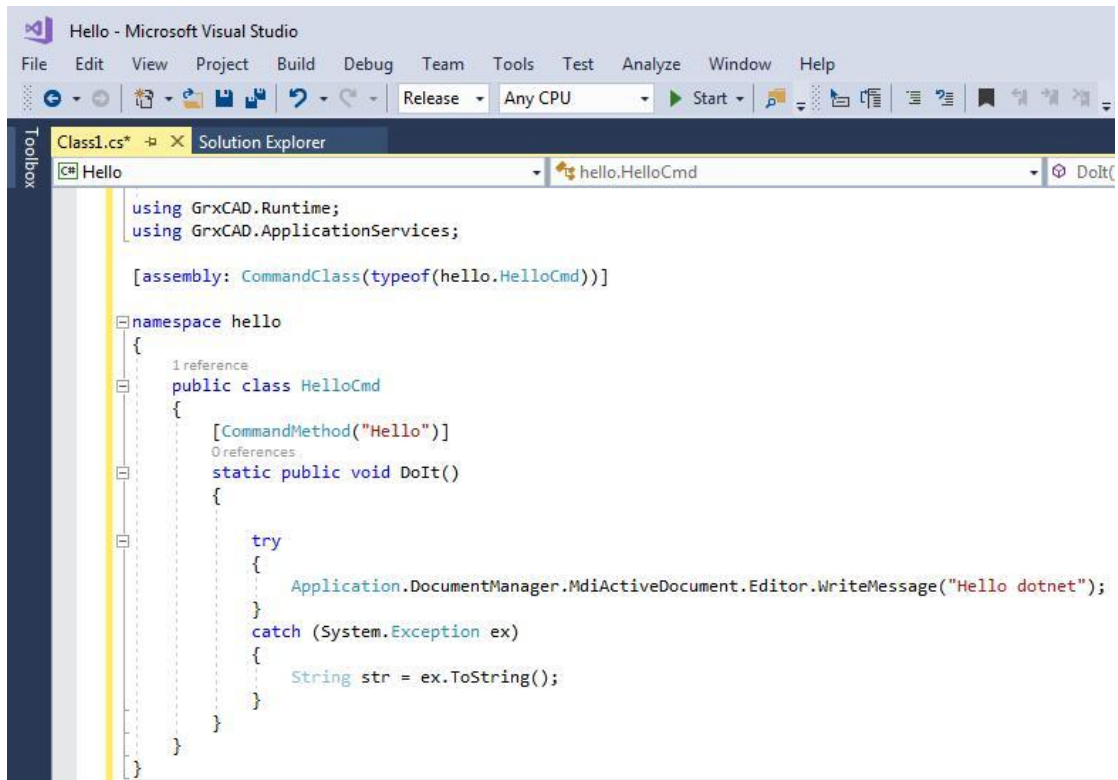 Hello - Microsoft Visual Studio
File Edit View Project Build Debug Team Tools Test Analyze Window Help
Release Any CPU Start
Toolbox
Class1.cs* Solution Explorer
C# Hello hello.HelloCmd DoIt(
using GrxCAD.Runtime;
using GrxCAD.ApplicationServices;
[assembly: CommandClass(typeof(hello.HelloCmd))]
namespace hello
{
1 reference
public class HelloCmd
{
[CommandMethod("Hello")]
0 references
static public void DoIt()
{
try
{
Application.DocumentManager.MdiActiveDocument.Editor.WriteMessage("Hello dotnet");
}
catch (System.Exception ex)
{
String str = ex.ToString();
}
}
}
}